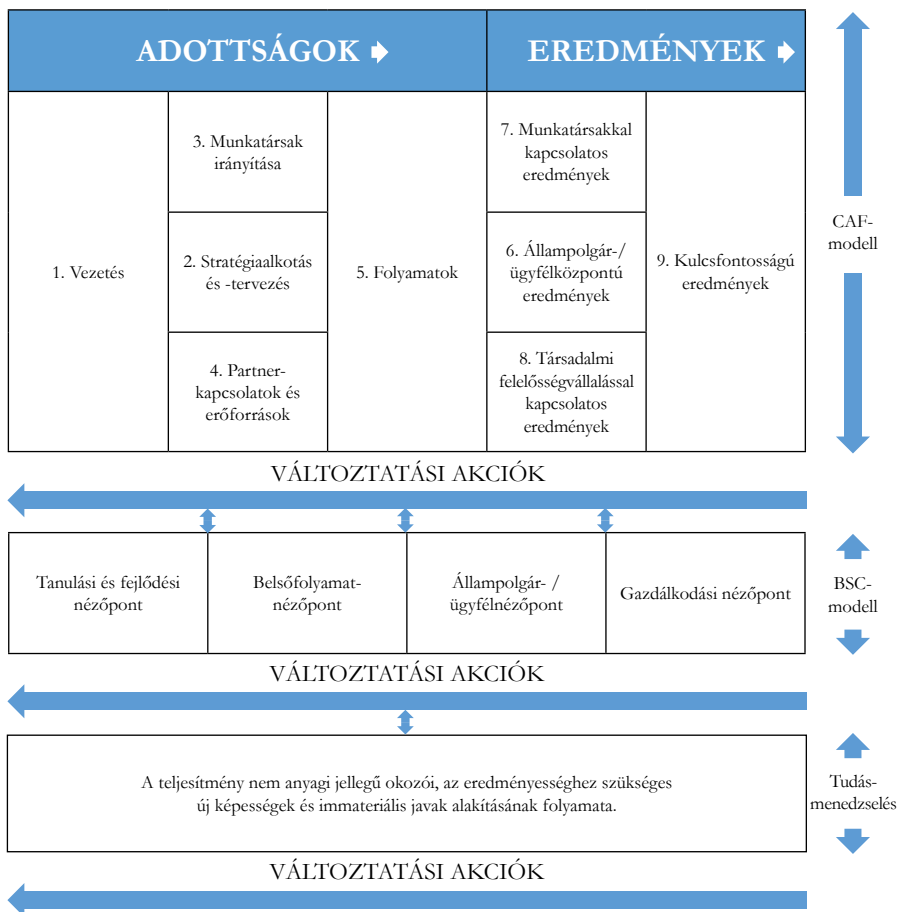 ADOTTSÁGOK
EREDMÉNYEK
1. Vezetés
3. Munkatársak
irányítása
2. Stratégiaalkotás
és -tervezés
4. Partner-
kapcsolatok és
erőforrások
5. Folyamatok
7. Munkatársakkal
kapcsolatos
eredmények
6. Állampolgár-/
ügyfélközpontú
eredmények
8. Társadalmi
felelősségvállalással
kapcsolatos
eredmények
9. Kulcsfontosságú
eredmények
CAF-
modell
VÁLTOZTATÁSI AKCIÓK
Tanulási és fejlődési
nézőpont
Belsőfolyamat-
nézőpont
Állampolgár- /
ügyfélnézőpont
Gazdálkodási nézőpont
BSC-
modell
VÁLTOZTATÁSI AKCIÓK
A teljesítmény nem anyagi jellegű okozói, az eredményességhez szükséges
új képességek és immateriális javak alakításának folyamata.
Tudás-
menedzselés
VÁLTOZTATÁSI AKCIÓK